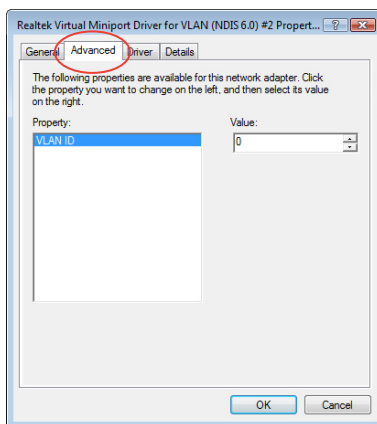 Realtek Virtual Miniport Driver for VLAN (NDIS 6.0) #2 Propert...
General Advanced Driver Details
The following properties are available for this network adapter. Click
the property you want to change on the left, and then select its value
on the right.
Property: Value:
VLAN ID 0
OK Cancel